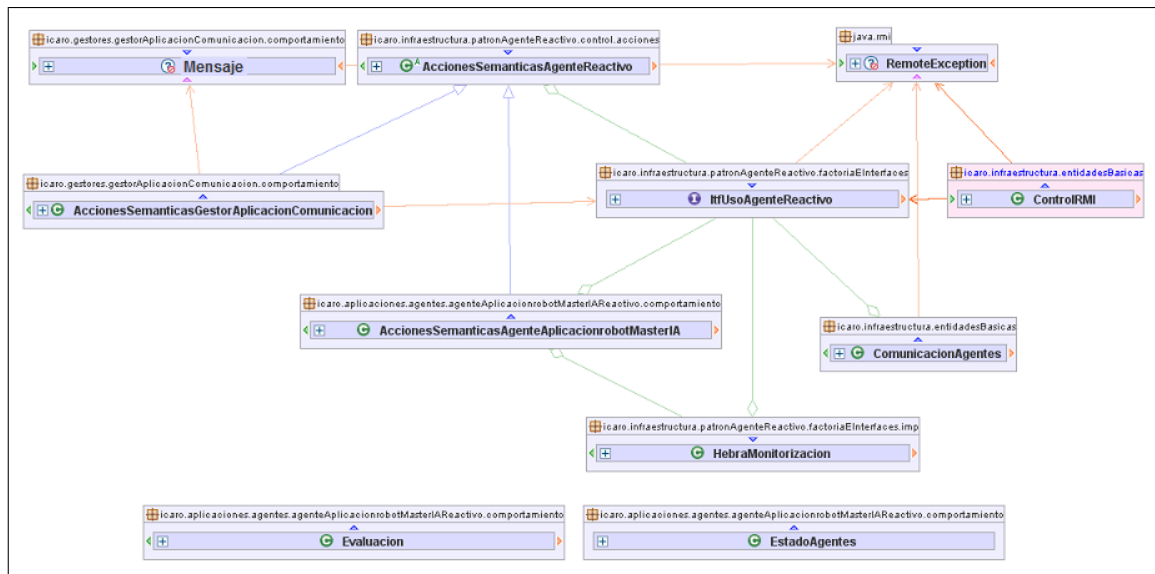 icaro.gestores.gestorAplicacionComunicacion.comportamiento
Mensaje
icaro.infraestructura.patronAgenteReactivo.control.acciones
AccionesSemanticasAgenteReactivo
java.rmi
RemoteException
icaro.gestores.gestorAplicacionComunicacion.comportamiento
AccionesSemanticasGestorAplicacionComunicacion
icaro.infraestructura.patronAgenteReactivo.factoriaEInterfaces
ItfUsoAgenteReactivo
icaro.infraestructura.entidadesBasicas
ControlRMI
icaro.aplicaciones.agentes.agenteAplicacionrobotMasterIAReactivo.comportamiento
AccionesSemanticasAgenteAplicacionrobotMasterIA
icaro.infraestructura.entidadesBasicas
ComunicacionAgentes
icaro.infraestructura.patronAgenteReactivo.factoriaEInterfaces.imp
HebraMonitorizacion
icaro.aplicaciones.agentes.agenteAplicacionrobotMasterIAReactivo.comportamiento
Evaluacion
icaro.aplicaciones.agentes.agenteAplicacionrobotMasterIAReactivo.comportamiento
EstadoAgentes